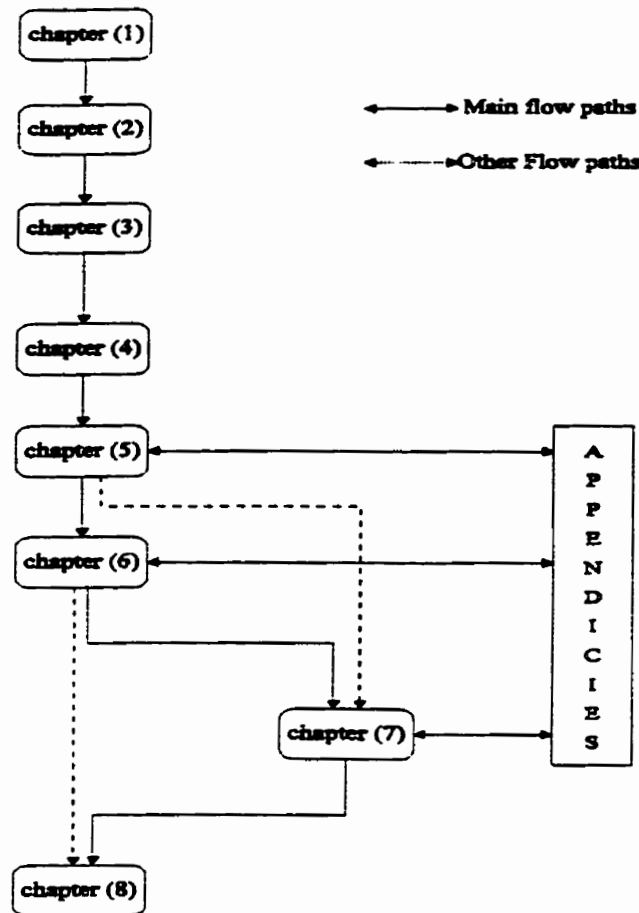 chapter (1)
chapter (2)
chapter (3)
chapter (4)
chapter (5)
chapter (6)
chapter (7)
chapter (8)
Main flow paths
Other Flow paths
APPENDICIES